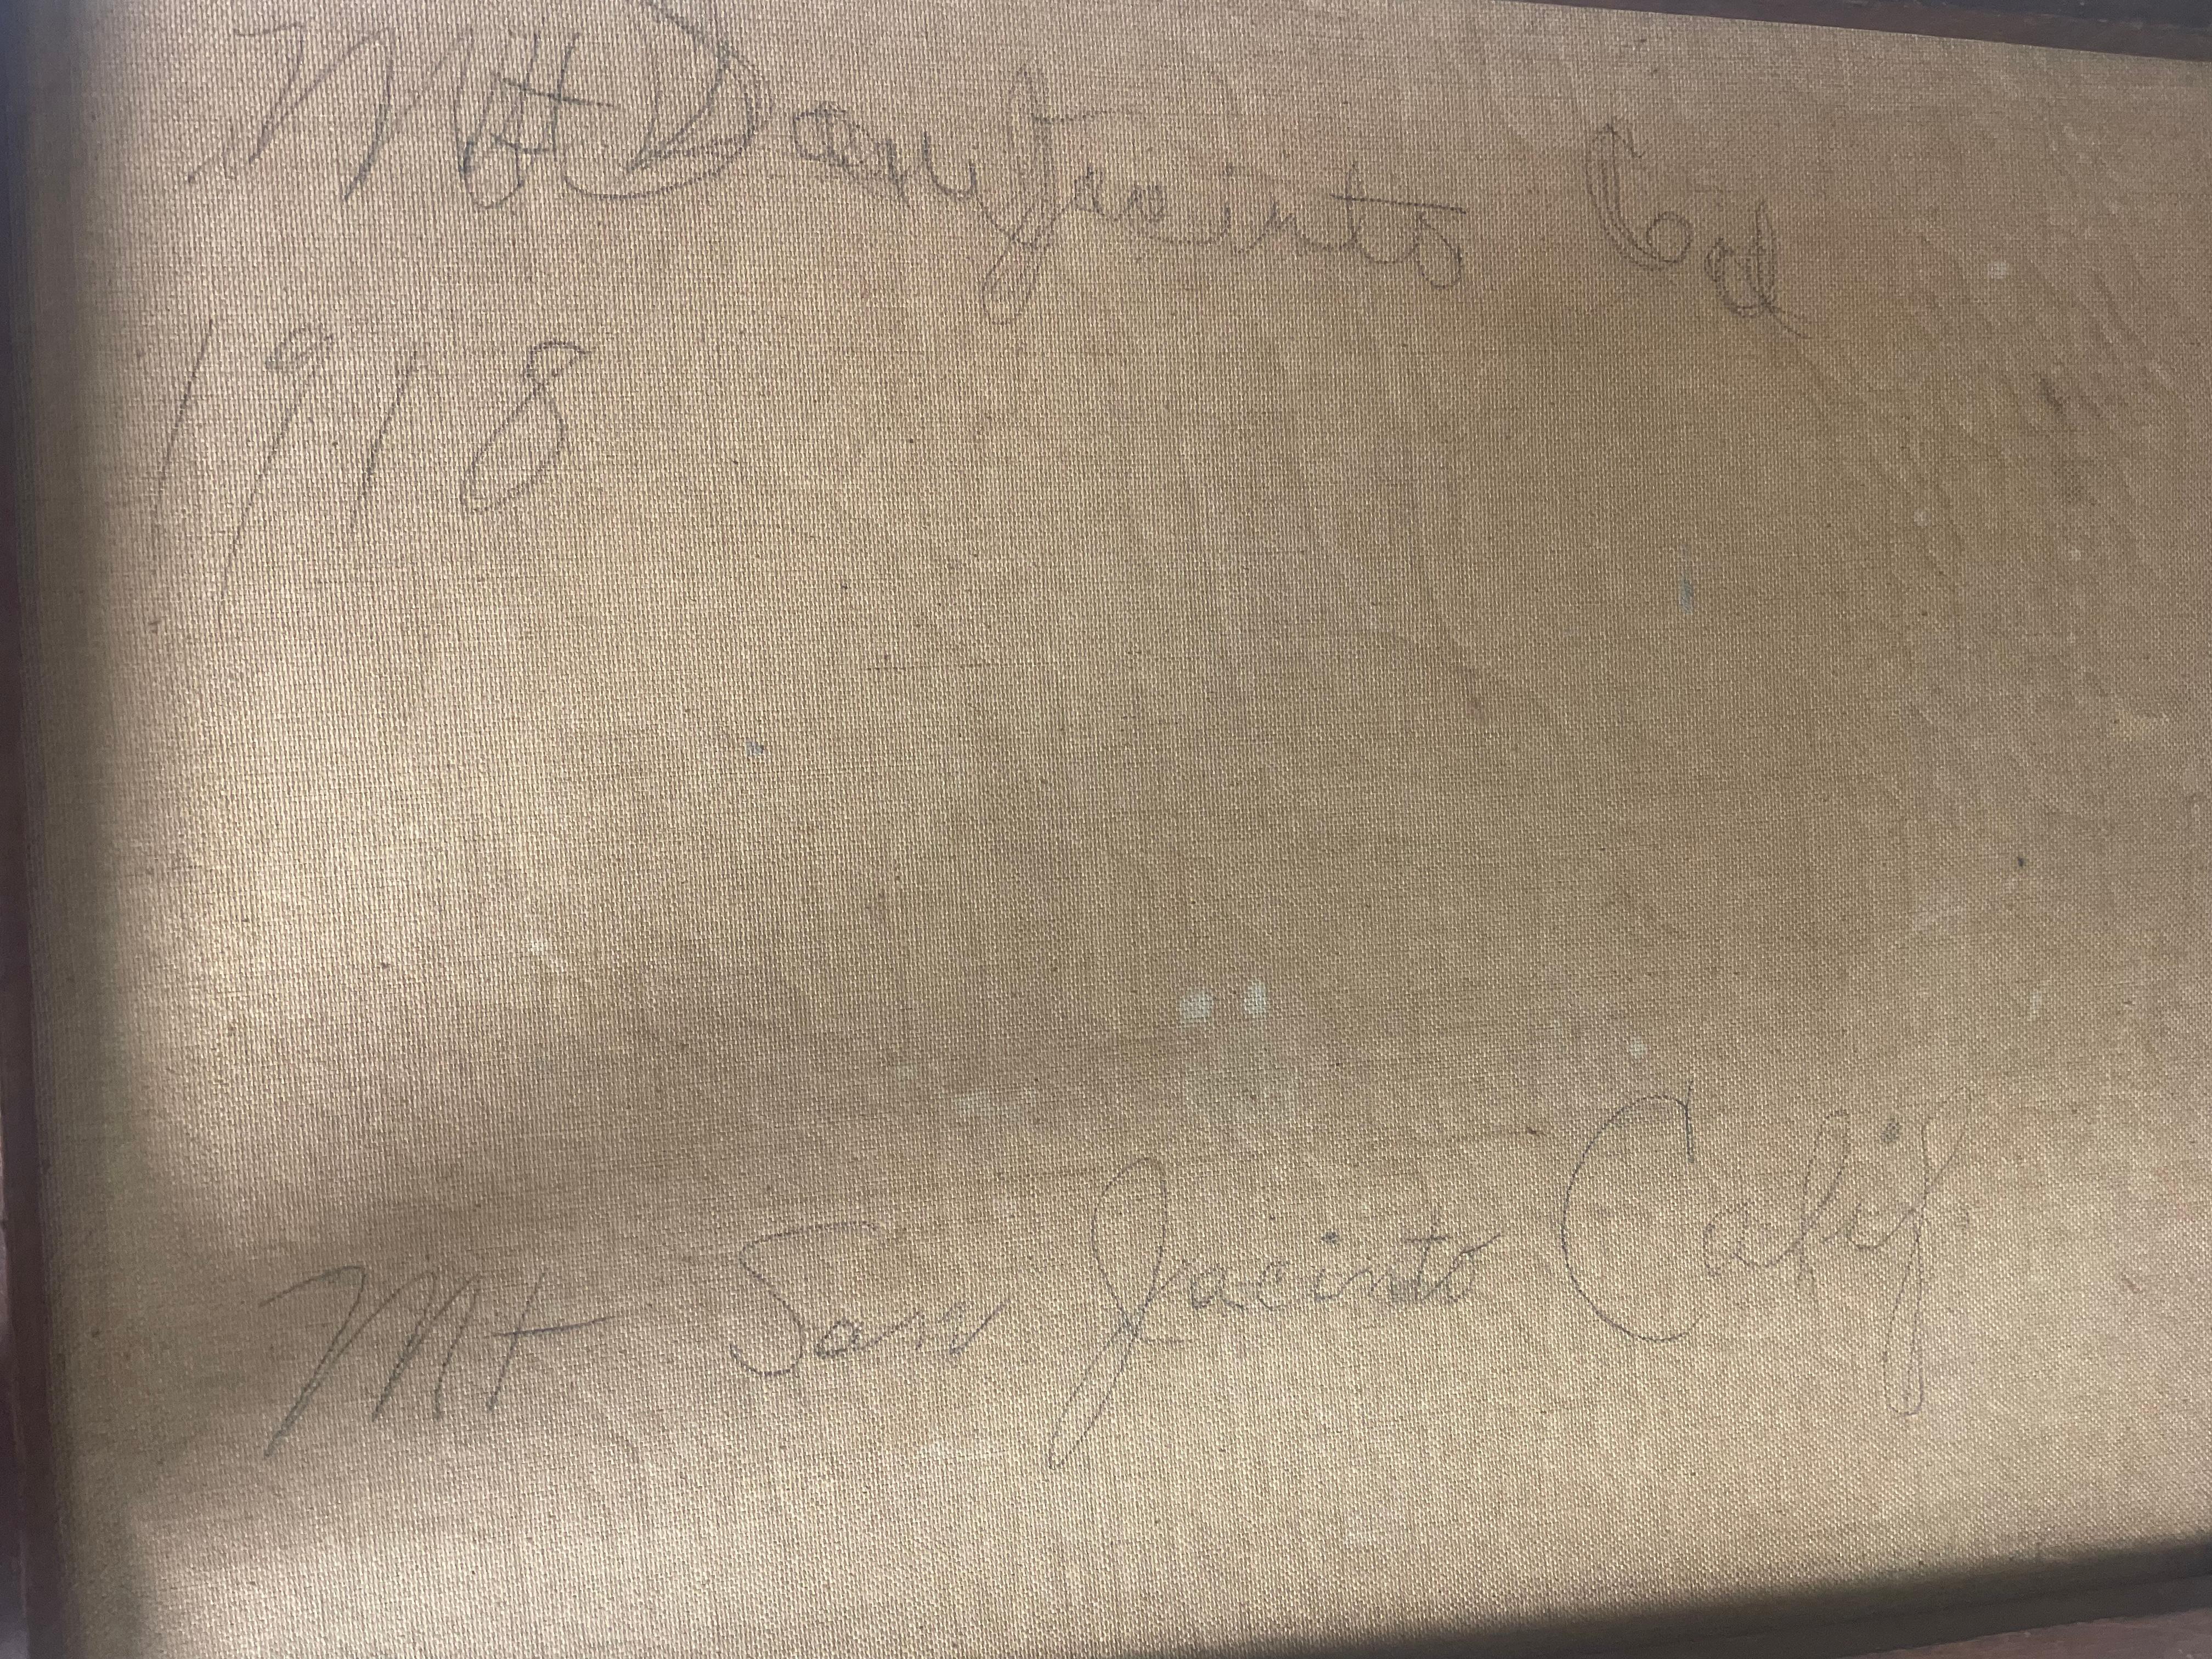 Mt San Jacinto Cal
1918
Mt San Jacinto Calif